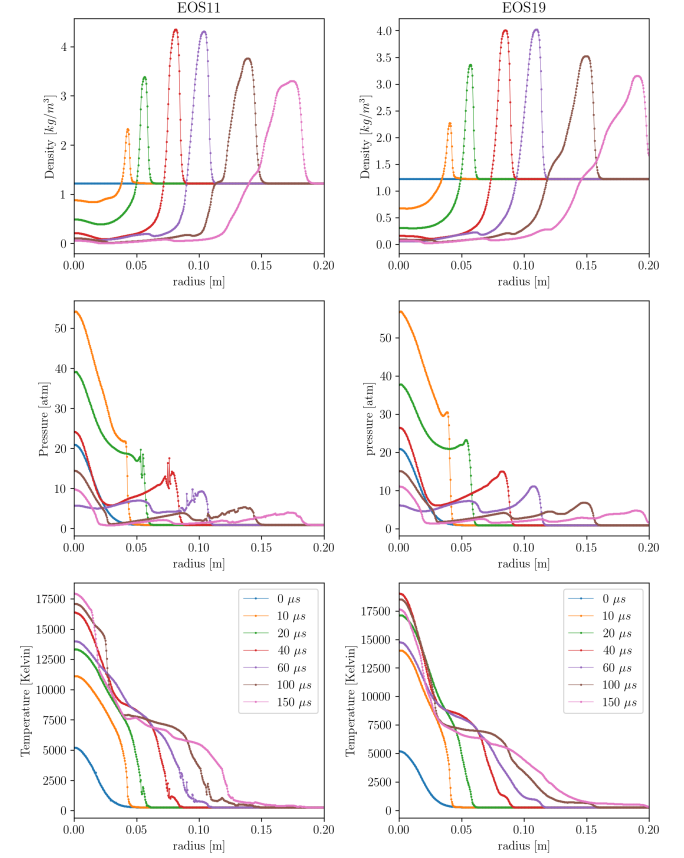 EOS11
EOS19
Density [kg/m³]
4
3
2
1
0
0.00 0.05 0.10 0.15 0.20
radius [m]
Density [kg/m³]
4.0
3.5
3.0
2.5
2.0
1.5
1.0
0.5
0.0
0.00 0.05 0.10 0.15 0.20
radius [m]
Pressure [atm]
50
40
30
20
10
0
0.00 0.05 0.10 0.15 0.20
radius [m]
pressure [atm]
50
40
30
20
10
0
0.00 0.05 0.10 0.15 0.20
radius [m]
Temperature [Kelvin]
17500
15000
12500
10000
7500
5000
2500
0
0 μs
10 μs
20 μs
40 μs
60 μs
100 μs
150 μs
0.00 0.05 0.10 0.15 0.20
radius [m]
Temperature [Kelvin]
17500
15000
12500
10000
7500
5000
2500
0
0 μs
10 μs
20 μs
40 μs
60 μs
100 μs
150 μs
0.00 0.05 0.10 0.15 0.20
radius [m]